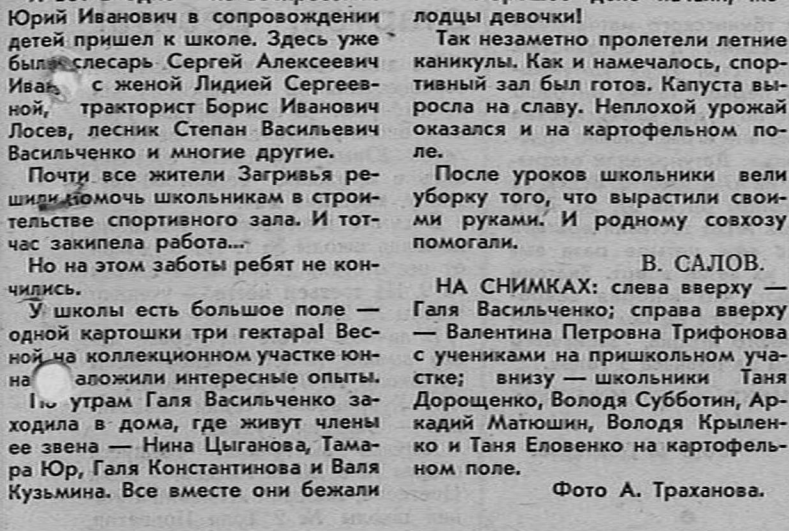 Юрий Иванович в сопровождении
детей пришел к школе. Здесь уже
были слесарь Сергей Алексеевич
с женой Лидией Сергеев-
ной, тракторист Борис Иванович
Лосев, лесник Степан Васильевич
Васильченко и многие другие.
Почти все жители Загривья ре-
шили помочь школьникам в строи-
тельстве спортивного зала. И тот-
час закипела работа...
Но на этом заботы ребят не кон-
чились.
У школы есть большое поле —
одной картошки три гектара! Вес-
ной на коллекционном участке юн-
на аложили интересные опыты.
По утрам Галя Васильченко за-
ходила в дома, где живут члены
ее звена — Нина Цыганова, Тама-
ра Юр, Галя Константинова и Валя
Кузьмина. Все вместе они бежали
лодцы девочки!
Так незаметно пролетели летние
каникулы. Как и намечалось, спор-
тивный зал был готов. Капуста вы-
росла на славу. Неплохой урожай
оказался и на картофельном по-
ле.
После уроков школьники вели
уборку того, что вырастили свои-
ми руками. И родному совхозу
помогали.
В. САЛОВ.
НА СНИМКАХ: слева вверху —
Галя Васильченко; справа вверху
— Валентина Петровна Трифонова
с учениками на пришкольном уча-
стке; внизу — школьники Таня
Дорощенко, Володя Субботин, Ар-
кадий Матюшин, Володя Крылен-
ко и Таня Еловенко на картофель-
ном поле.
Фото А. Траханова.